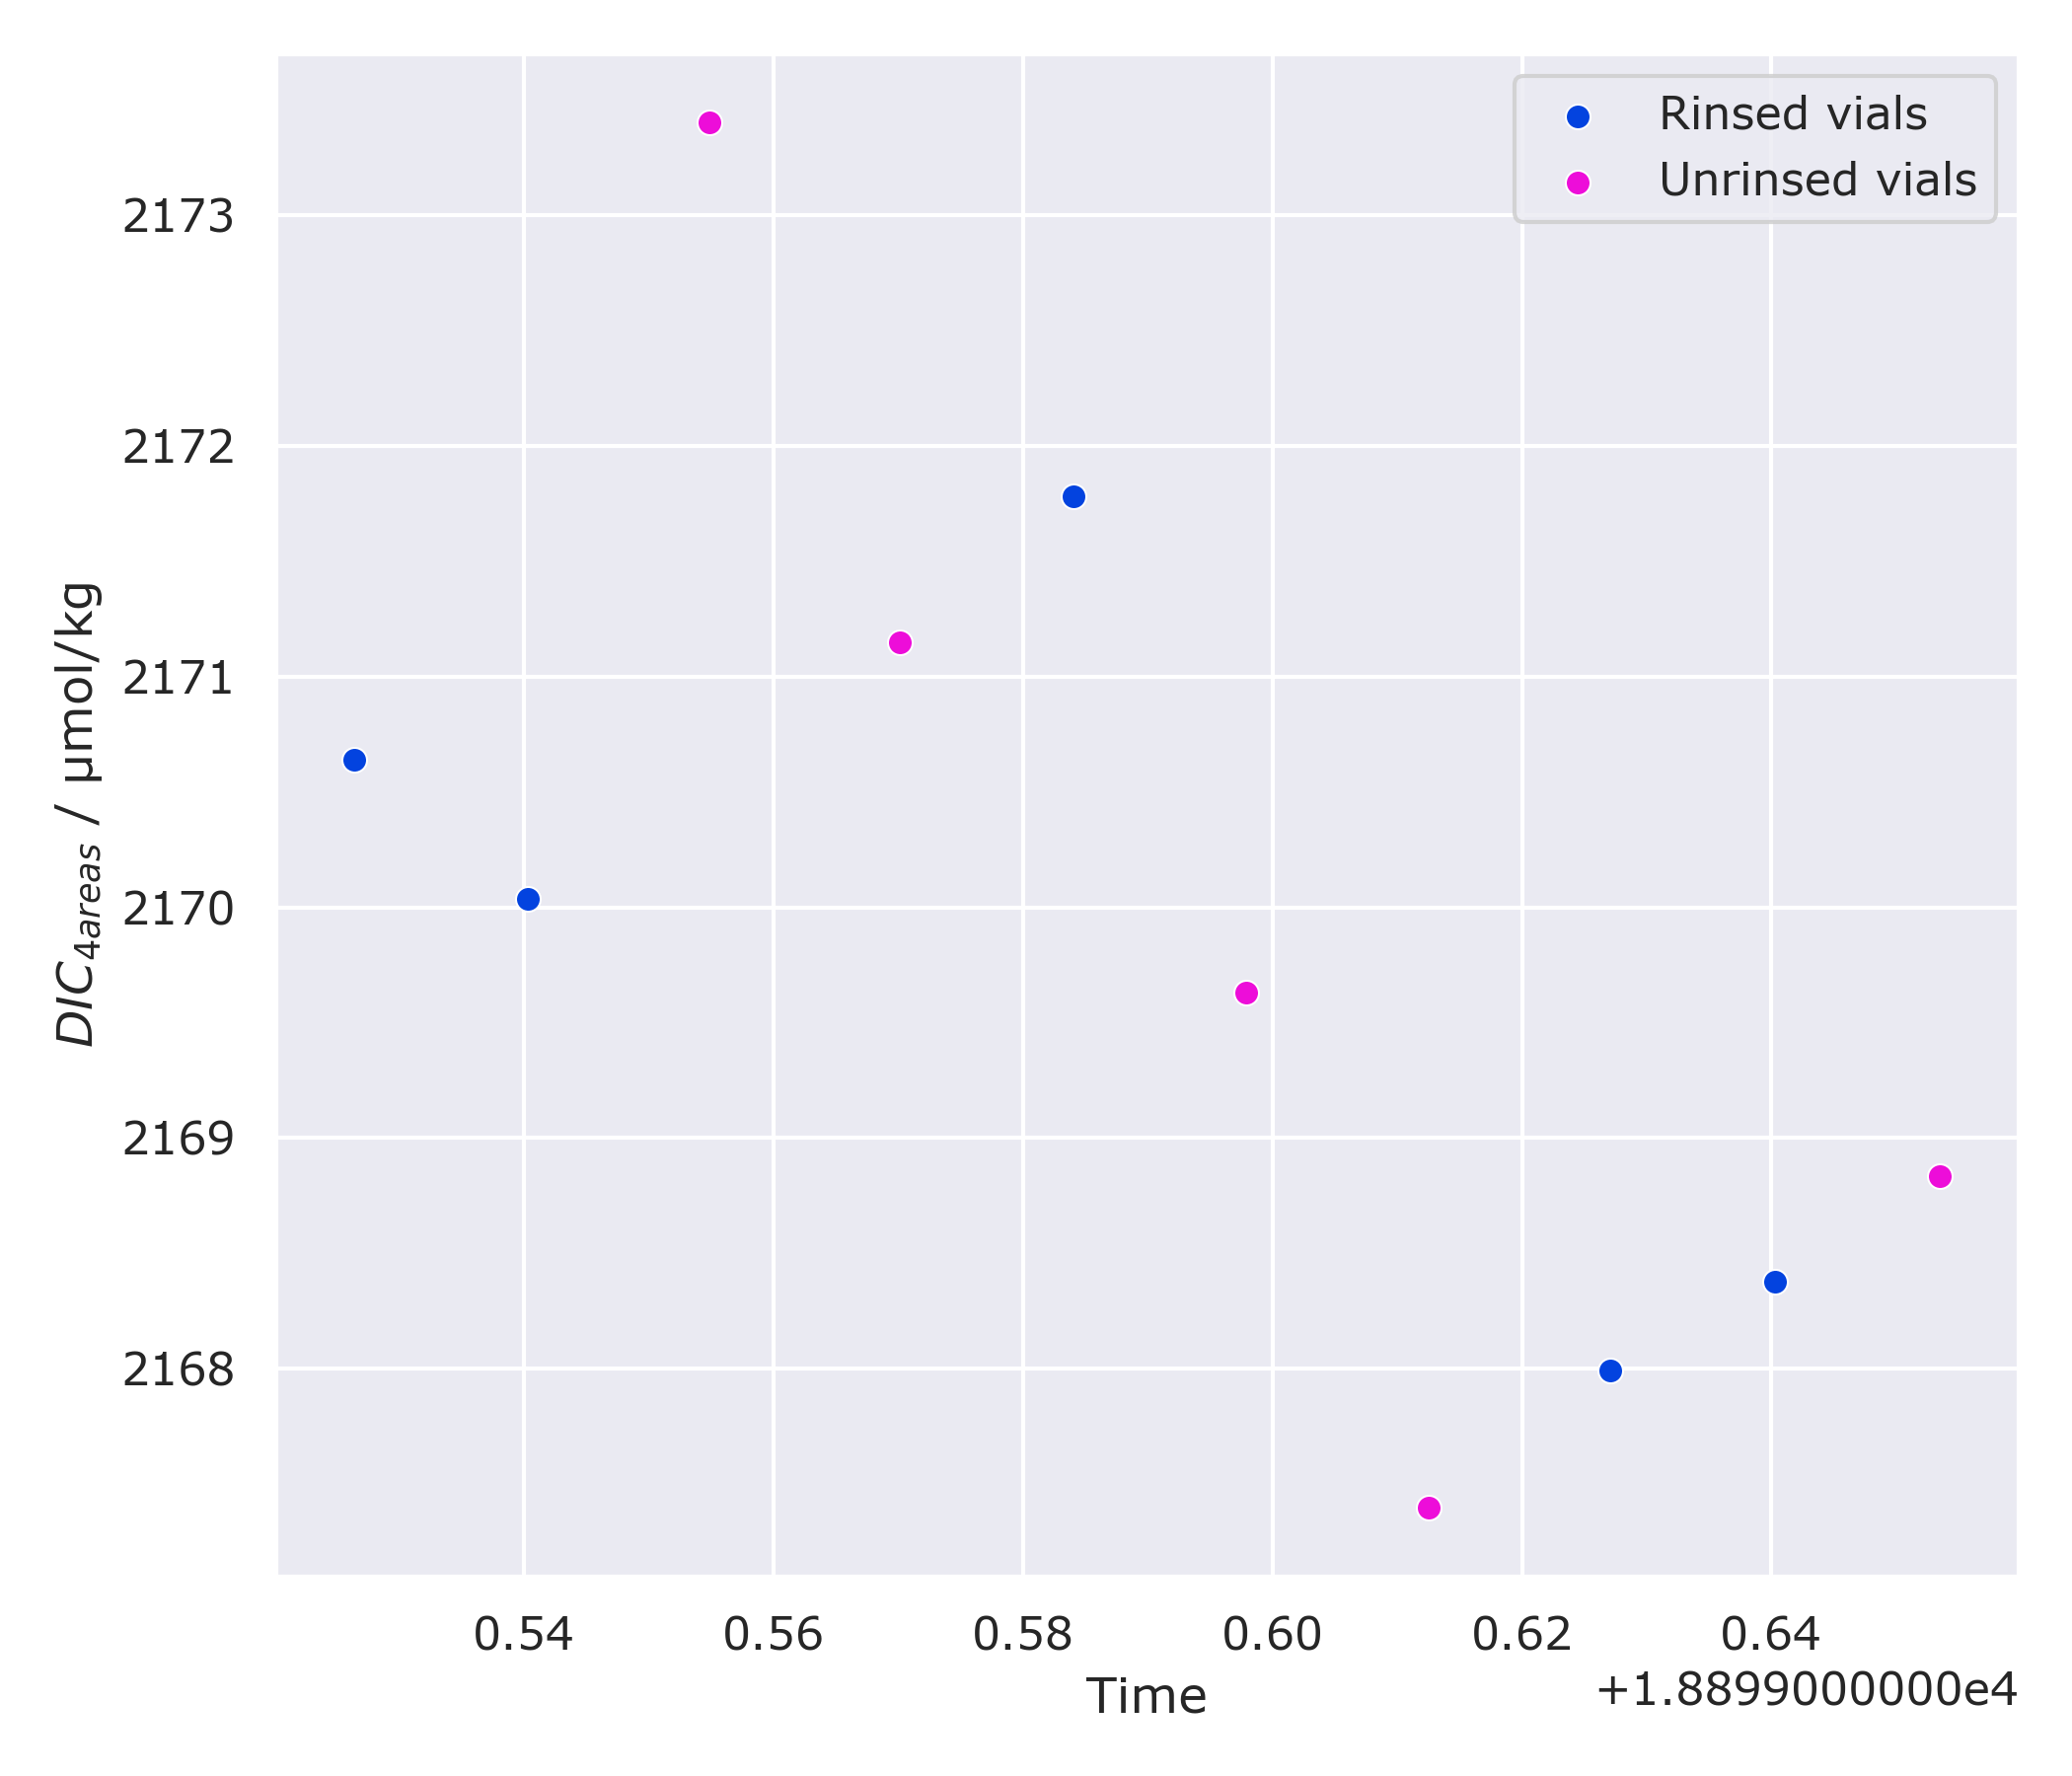 Rinsed vials
Unrinsed vials
2173
2172
2171
2170
2169
2168
DIC4areas / µmol/kg
0.54 0.56 0.58 0.60 0.62 0.64
Time
+1.8899000000e4